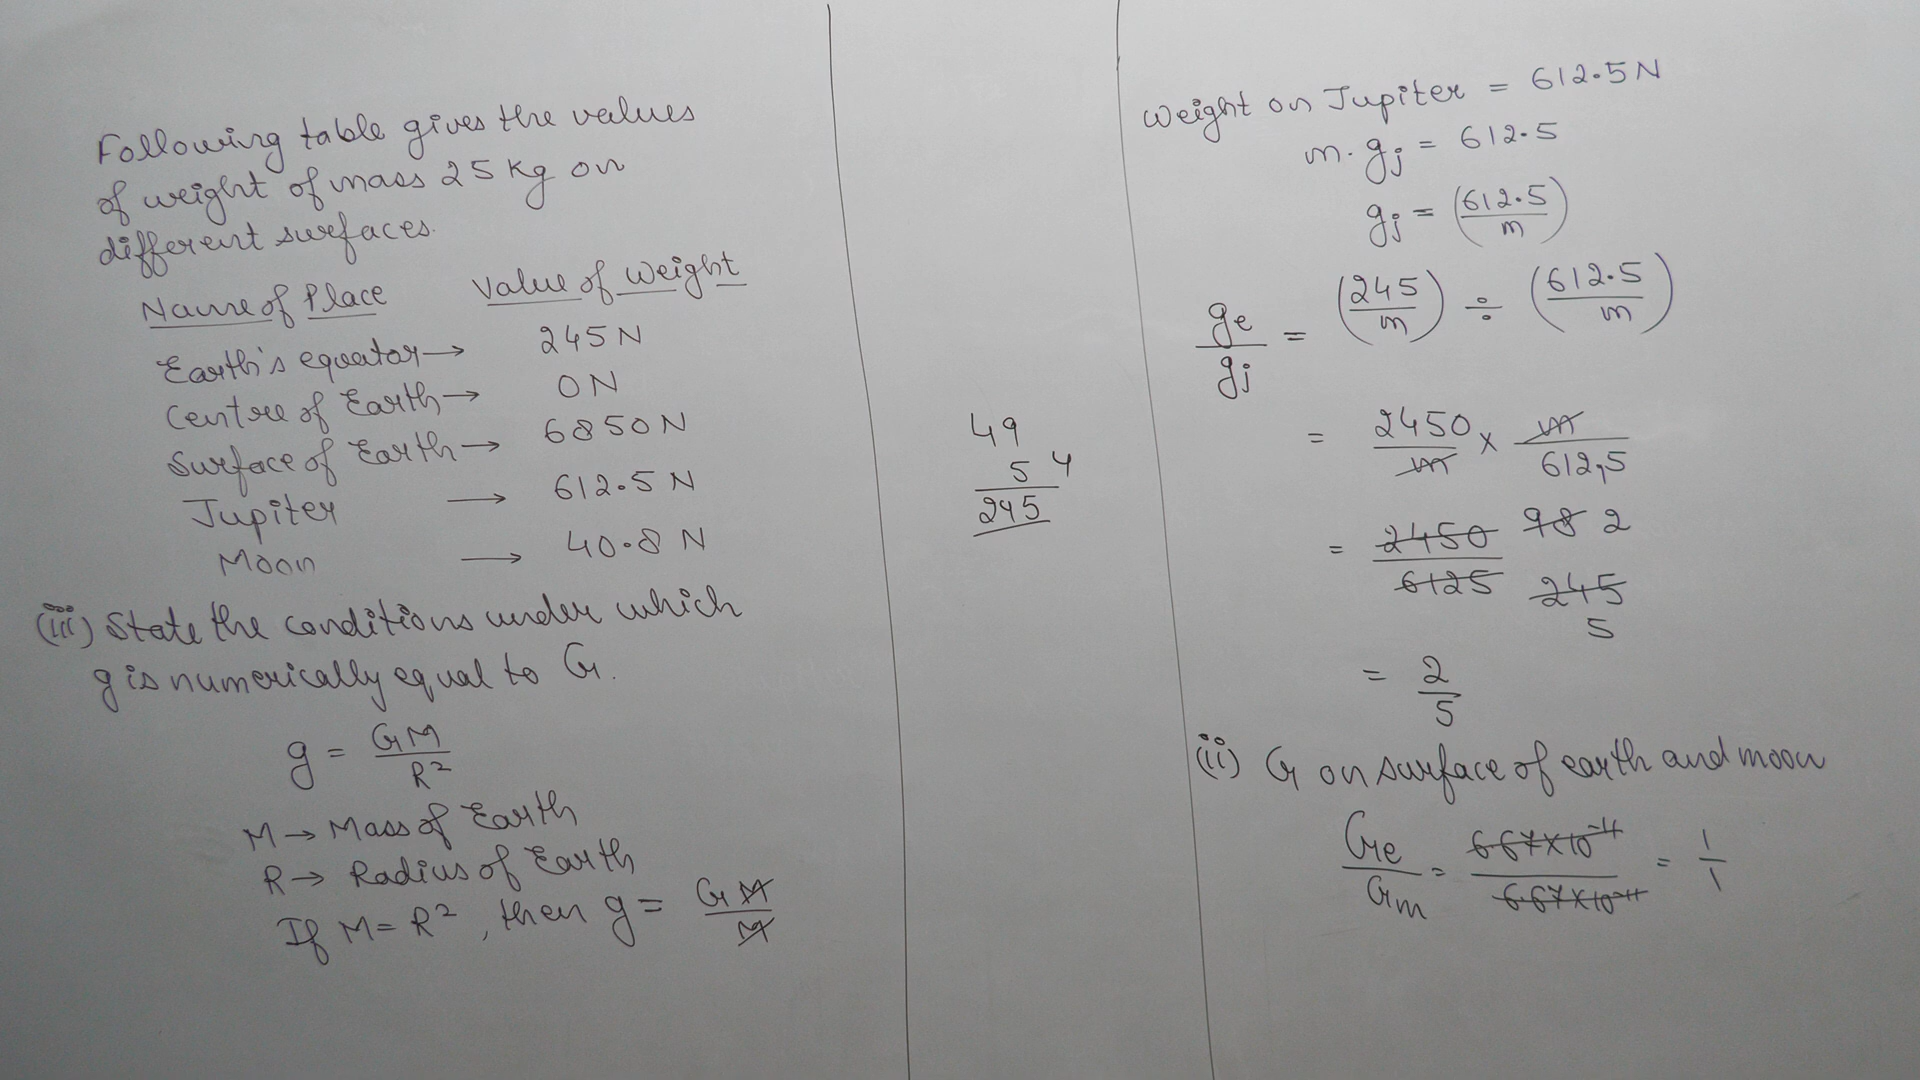 Following table gives the values
of weight of mass 25 kg on
different surfaces.
Name of Place Value of Weight
Earth's equator → 245 N
Centre of Earth → 0 N
Surface of Earth → 6850 N
Jupiter → 612.5 N
Moon → 40.8 N
(iii) State the conditions under which
g is numerically equal to G.
g = GM / R²
M → Mass of Earth
R → Radius of Earth
If M = R², then g = GM / M
49
5 4
245
Weight on Jupiter = 612.5 N
m. gj = 612.5
gj = (612.5 / m)
ge / gj = (245 / m) ÷ (612.5 / m)
= 2450 / m × m / 612,5
= 2450 / 6125 98 2 / 245 5
= 2 / 5
(ii) G on surface of earth and moon
Ge / Gm = 6.67×10⁻¹¹ / 6.67×10⁻¹¹ = 1 / 1